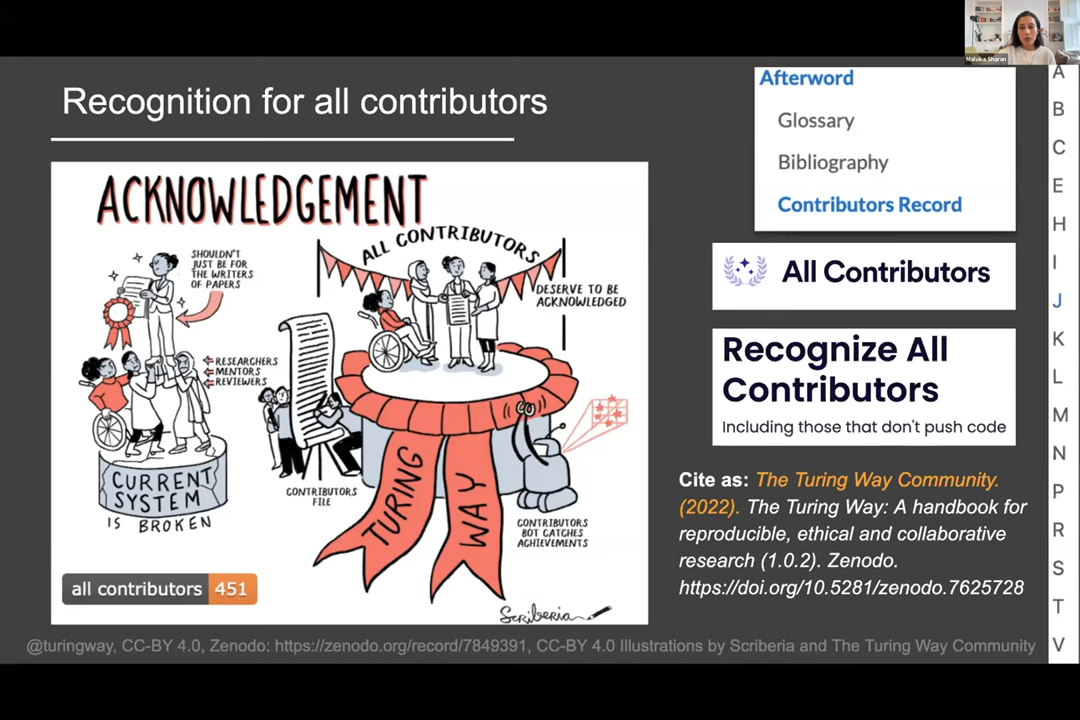 Malvika Sharan
Recognition for all contributors
ACKNOWLEDGEMENT
SHOULDN'T
JUST BE FOR
THE WRITERS
OF PAPERS
RESEARCHERS
MENTORS
REVIEWERS
CURRENT
SYSTEM
IS BROKEN
ALL CONTRIBUTORS
DESERVE TO BE
ACKNOWLEDGED
CONTRIBUTORS
FILE
TURING
WAY
CONTRIBUTORS
BOT CATCHES
ACHIEVEMENTS
all contributors 451
Scriberia
Afterword
Glossary
Bibliography
Contributors Record
All Contributors
Recognize All
Contributors
Including those that don't push code
Cite as: The Turing Way Community.
(2022). The Turing Way: A handbook for
reproducible, ethical and collaborative
research (1.0.2). Zenodo.
https://doi.org/10.5281/zenodo.7625728
@turingway, CC-BY 4.0, Zenodo: https://zenodo.org/record/7849391, CC-BY 4.0 Illustrations by Scriberia and The Turing Way Community
A
B
C
E
H
I
J
K
L
M
N
P
R
S
T
V